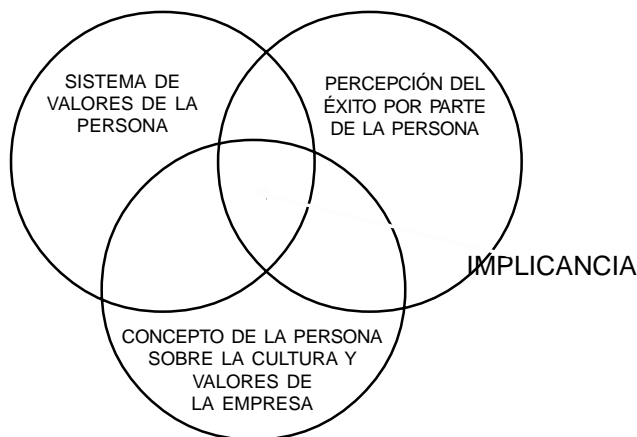 SISTEMA DE
VALORES DE LA
PERSONA
PERCEPCIÓN DEL
ÉXITO POR PARTE
DE LA PERSONA
IMPLICANCIA
CONCEPTO DE LA PERSONA
SOBRE LA CULTURA Y
VALORES DE
LA EMPRESA